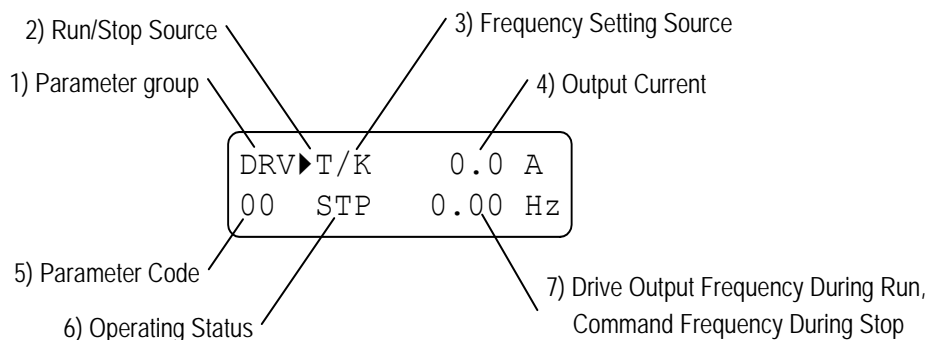 2) Run/Stop Source
3) Frequency Setting Source
1) Parameter group
4) Output Current
DRV▶T/K 0.0 A
00 STP 0.00 Hz
5) Parameter Code
7) Drive Output Frequency During Run,
Command Frequency During Stop
6) Operating Status